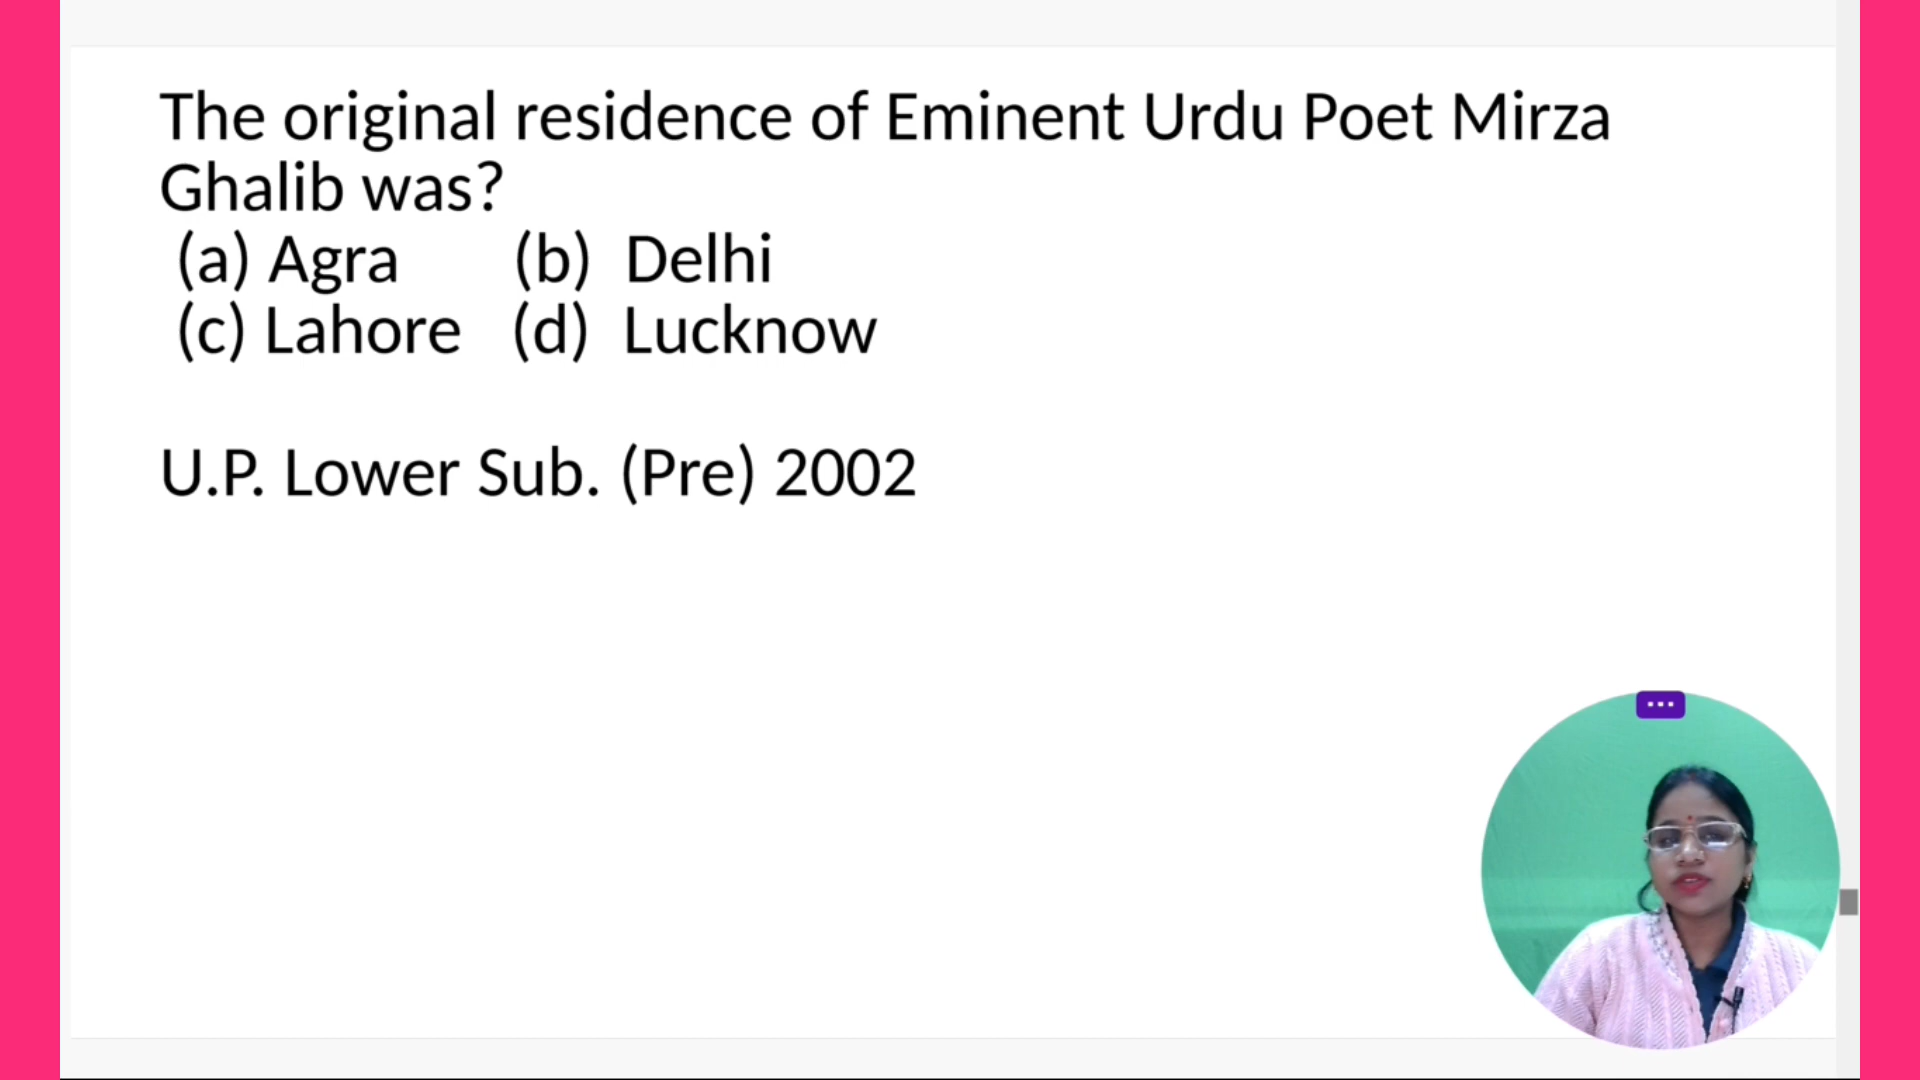 The original residence of Eminent Urdu Poet Mirza
Ghalib was?
(a) Agra (b) Delhi
(c) Lahore (d) Lucknow
U.P. Lower Sub. (Pre) 2002